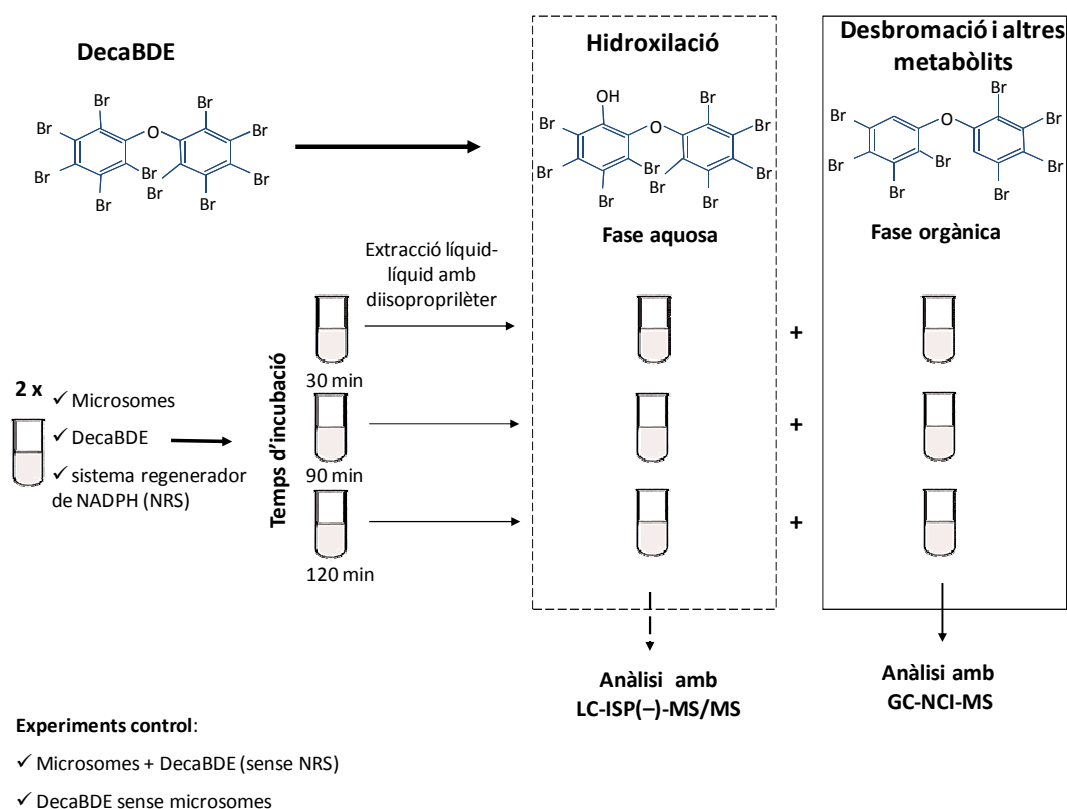 DecaBDE
Hidroxilació
Desbromació i altres
metabòlits
Br
Br
Br
Br
Br
Br
Br
Br
Br
Br
O
OH
Br
Br
Br
Br
Br
Br
Br
Br
Br
O
Br
Br
Br
Br
Br
Br
Br
Br
O
Fase aquosa
Fase orgànica
Extracció líquid-
líquid amb
diisoproprilèter
+
+
+
Temps d'incubació
30 min
90 min
120 min
2 x
✓ Microsomes
✓ DecaBDE
✓ sistema regenerador
de NADPH (NRS)
Anàlisi amb
LC-ISP(–)-MS/MS
Anàlisi amb
GC-NCI-MS
Experiments control:
✓ Microsomes + DecaBDE (sense NRS)
✓ DecaBDE sense microsomes